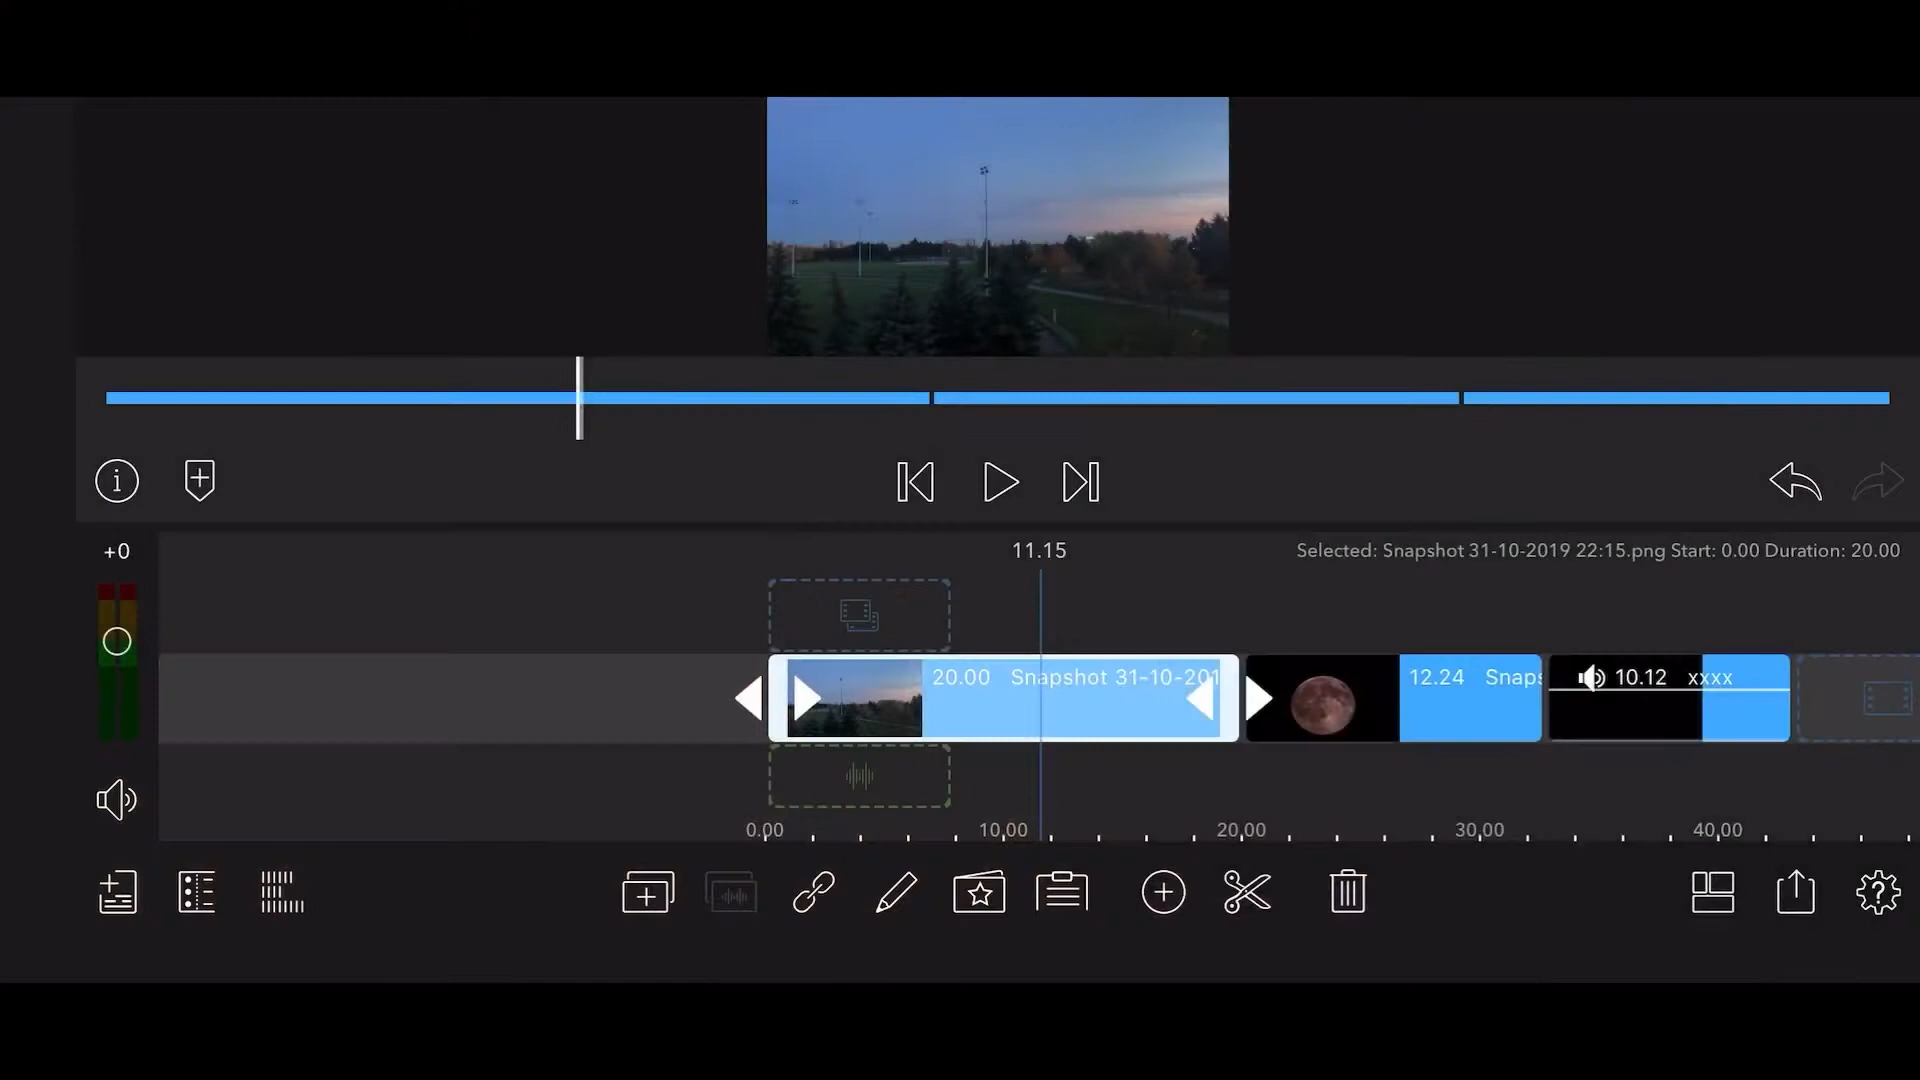 +0
11.15
Selected: Snapshot 31-10-2019 22:15.png Start: 0.00 Duration: 20.00
20.00 Snapshot 31-10-201
12.24 Snaps
10.12 xxxx
0.00 10.00 20.00 30.00 40.00